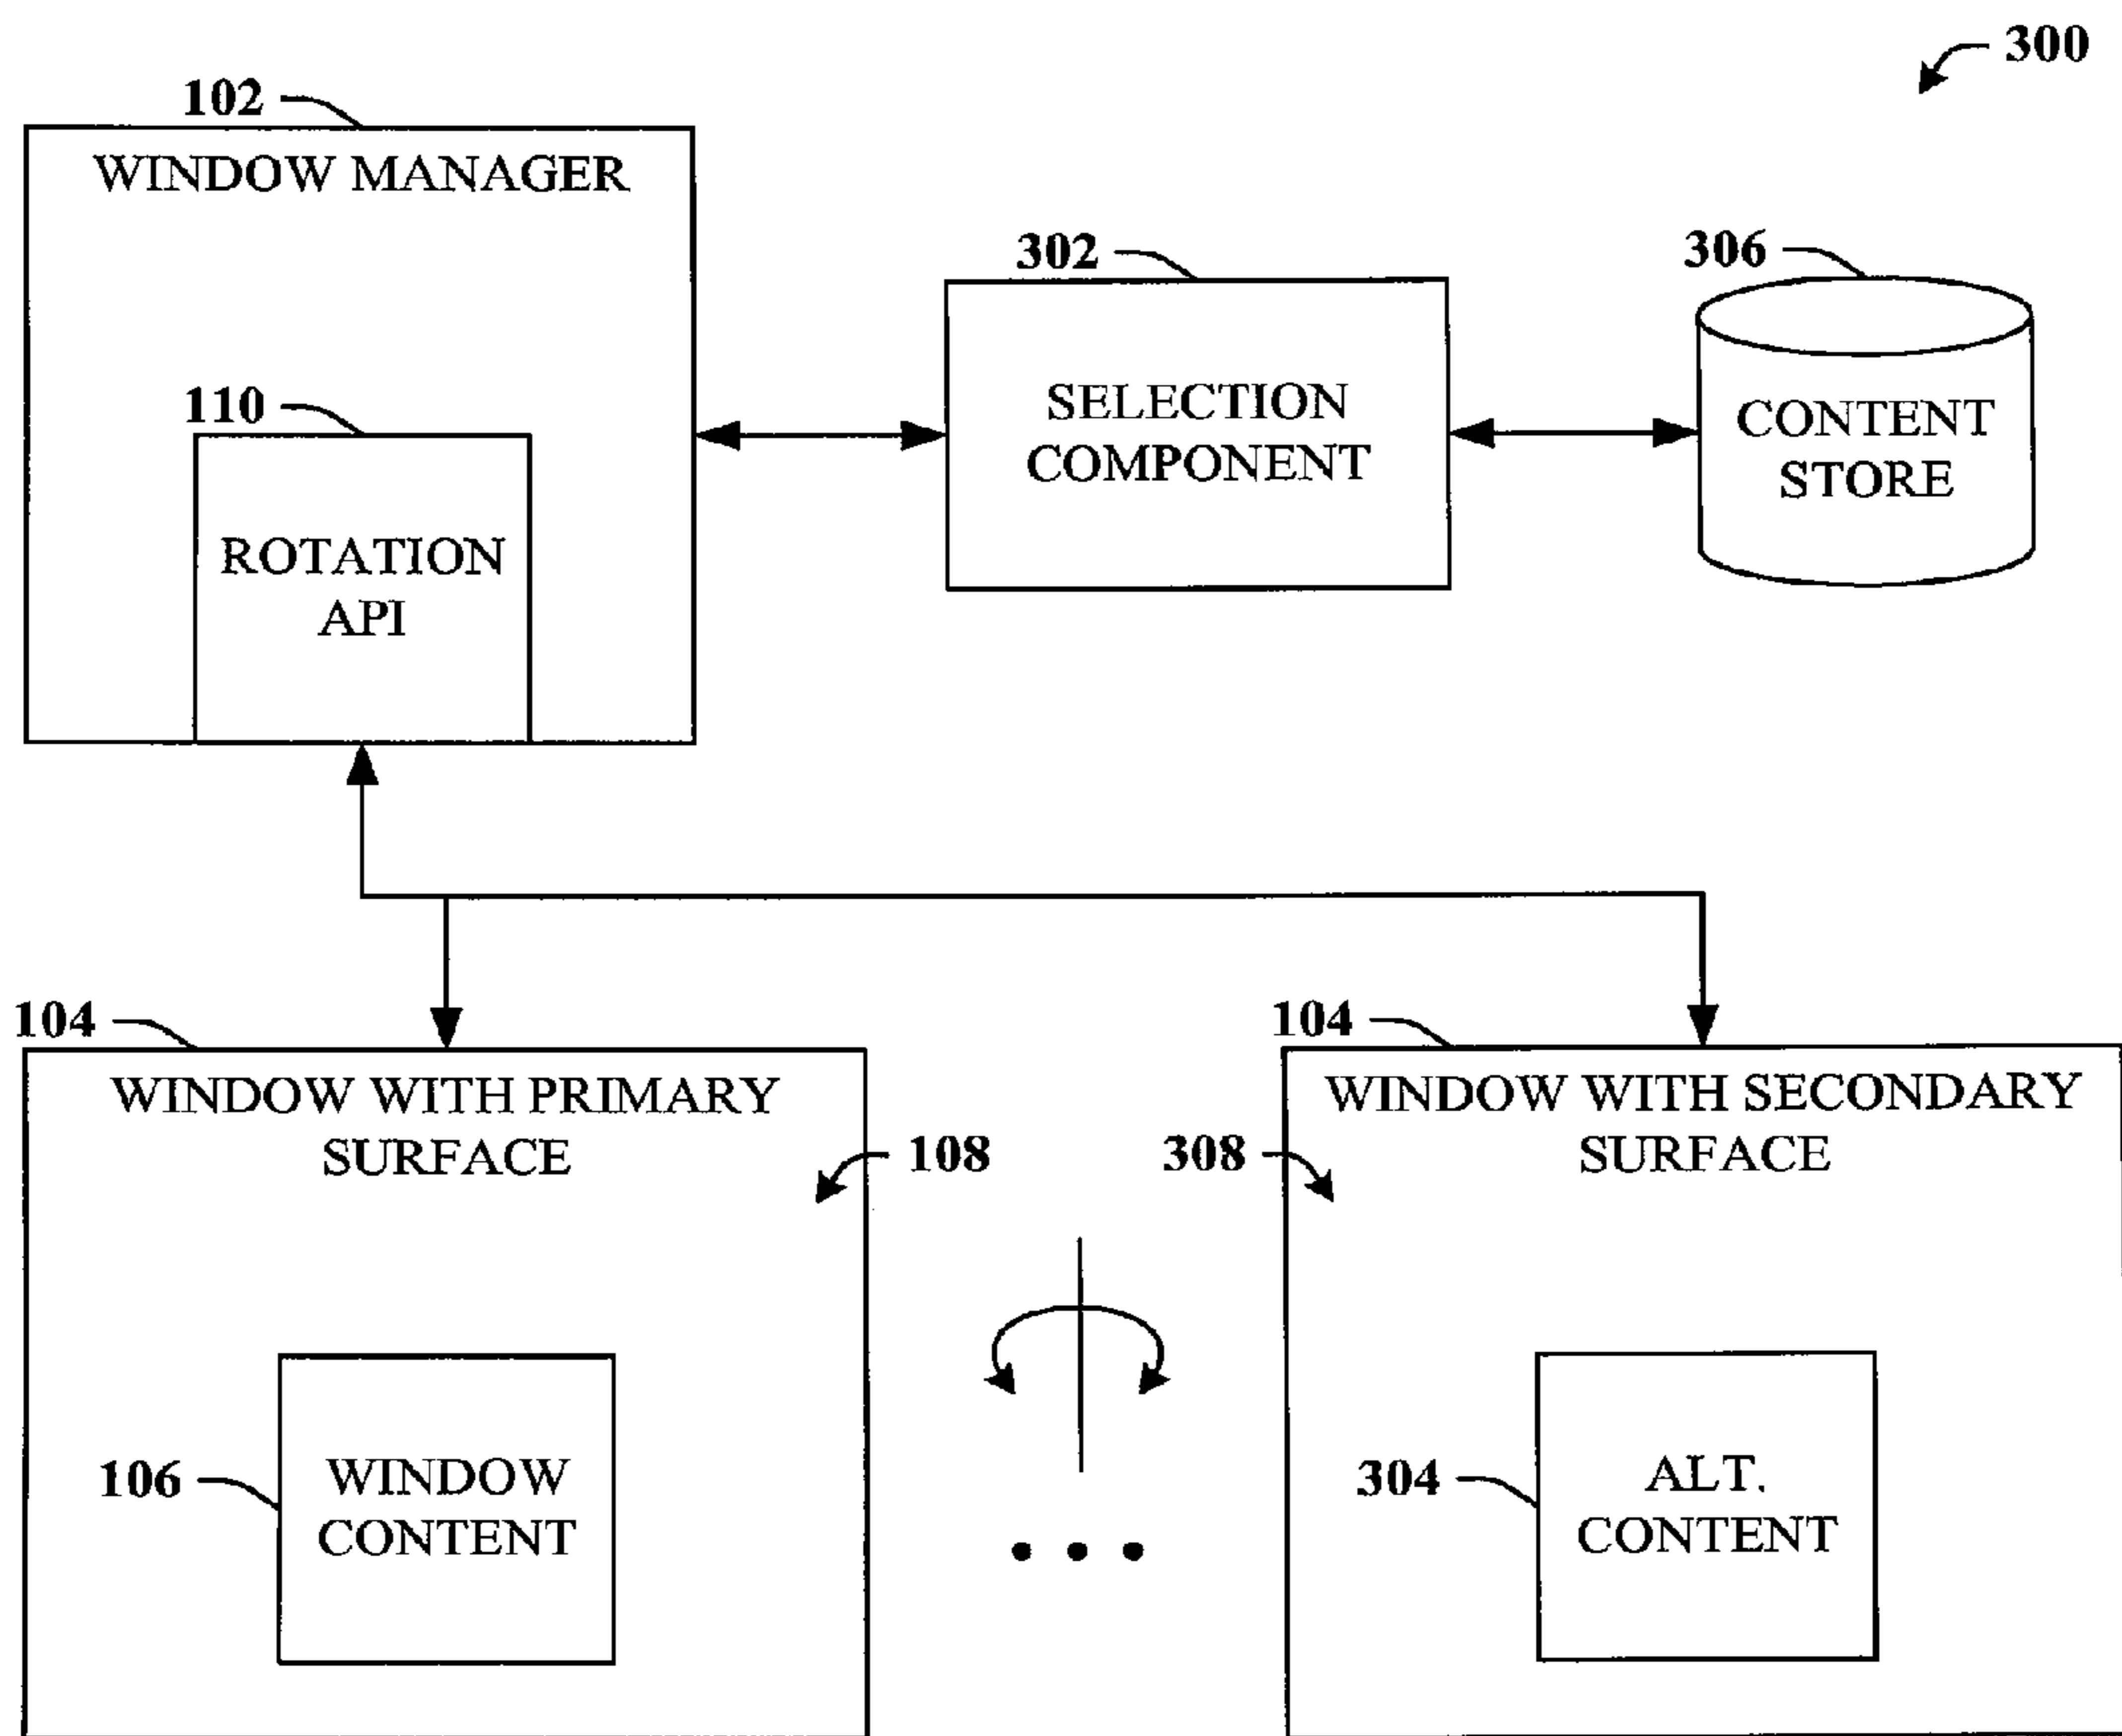 300
102
WINDOW MANAGER
302
306
110
SELECTION
COMPONENT
CONTENT
STORE
ROTATION
API
104
WINDOW WITH PRIMARY
SURFACE
108
104
WINDOW WITH SECONDARY
SURFACE
308
106
WINDOW
CONTENT
304
ALT.
CONTENT